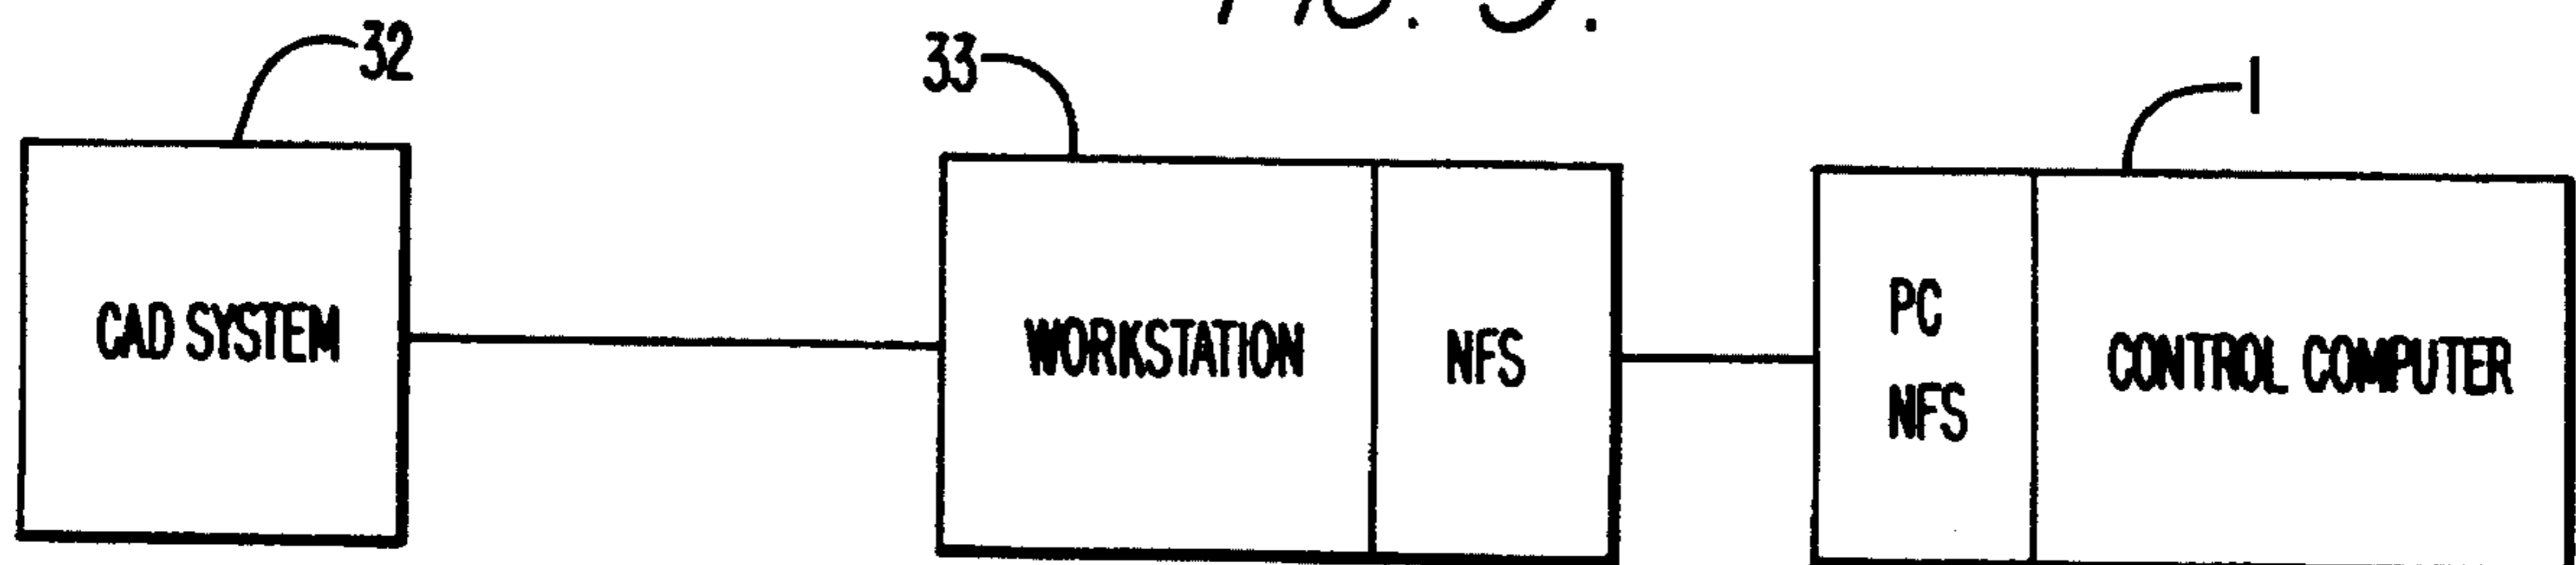 32
33
1
CAD SYSTEM
WORKSTATION
NFS
PC
NFS
CONTROL COMPUTER